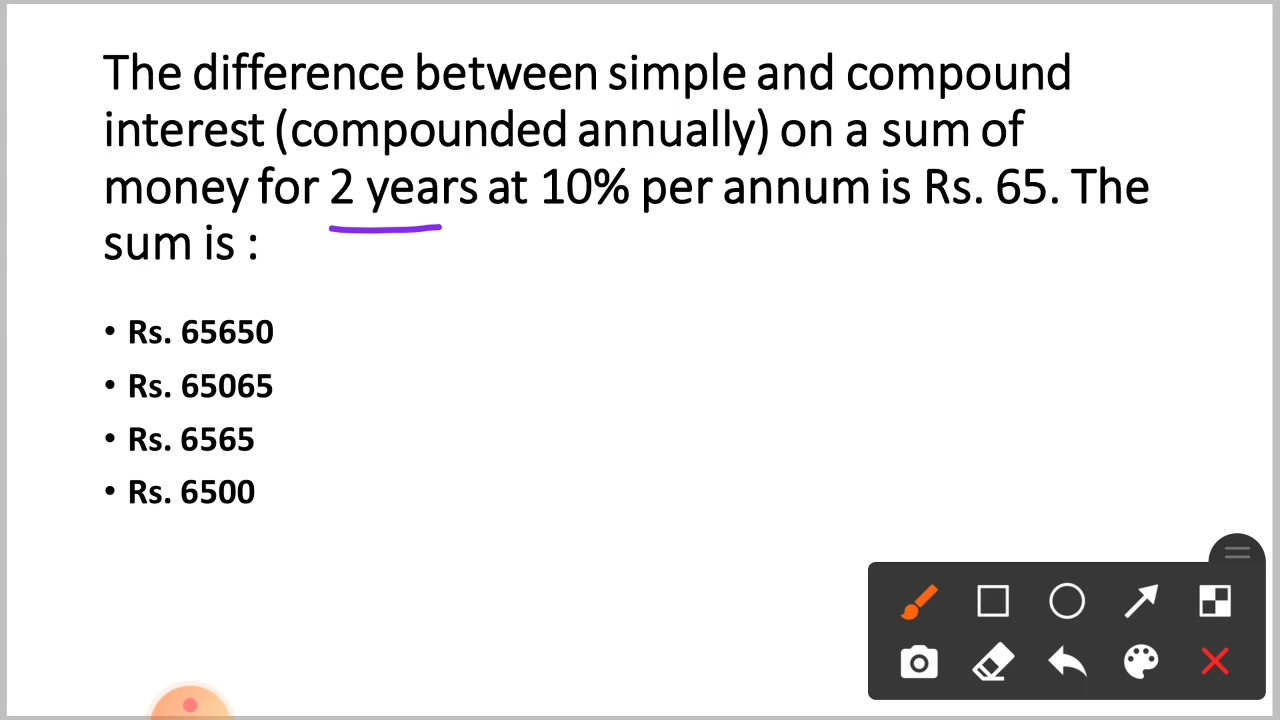 The difference between simple and compound
interest (compounded annually) on a sum of
money for 2 years at 10% per annum is Rs. 65. The
sum is :
• Rs. 65650
• Rs. 65065
• Rs. 6565
• Rs. 6500